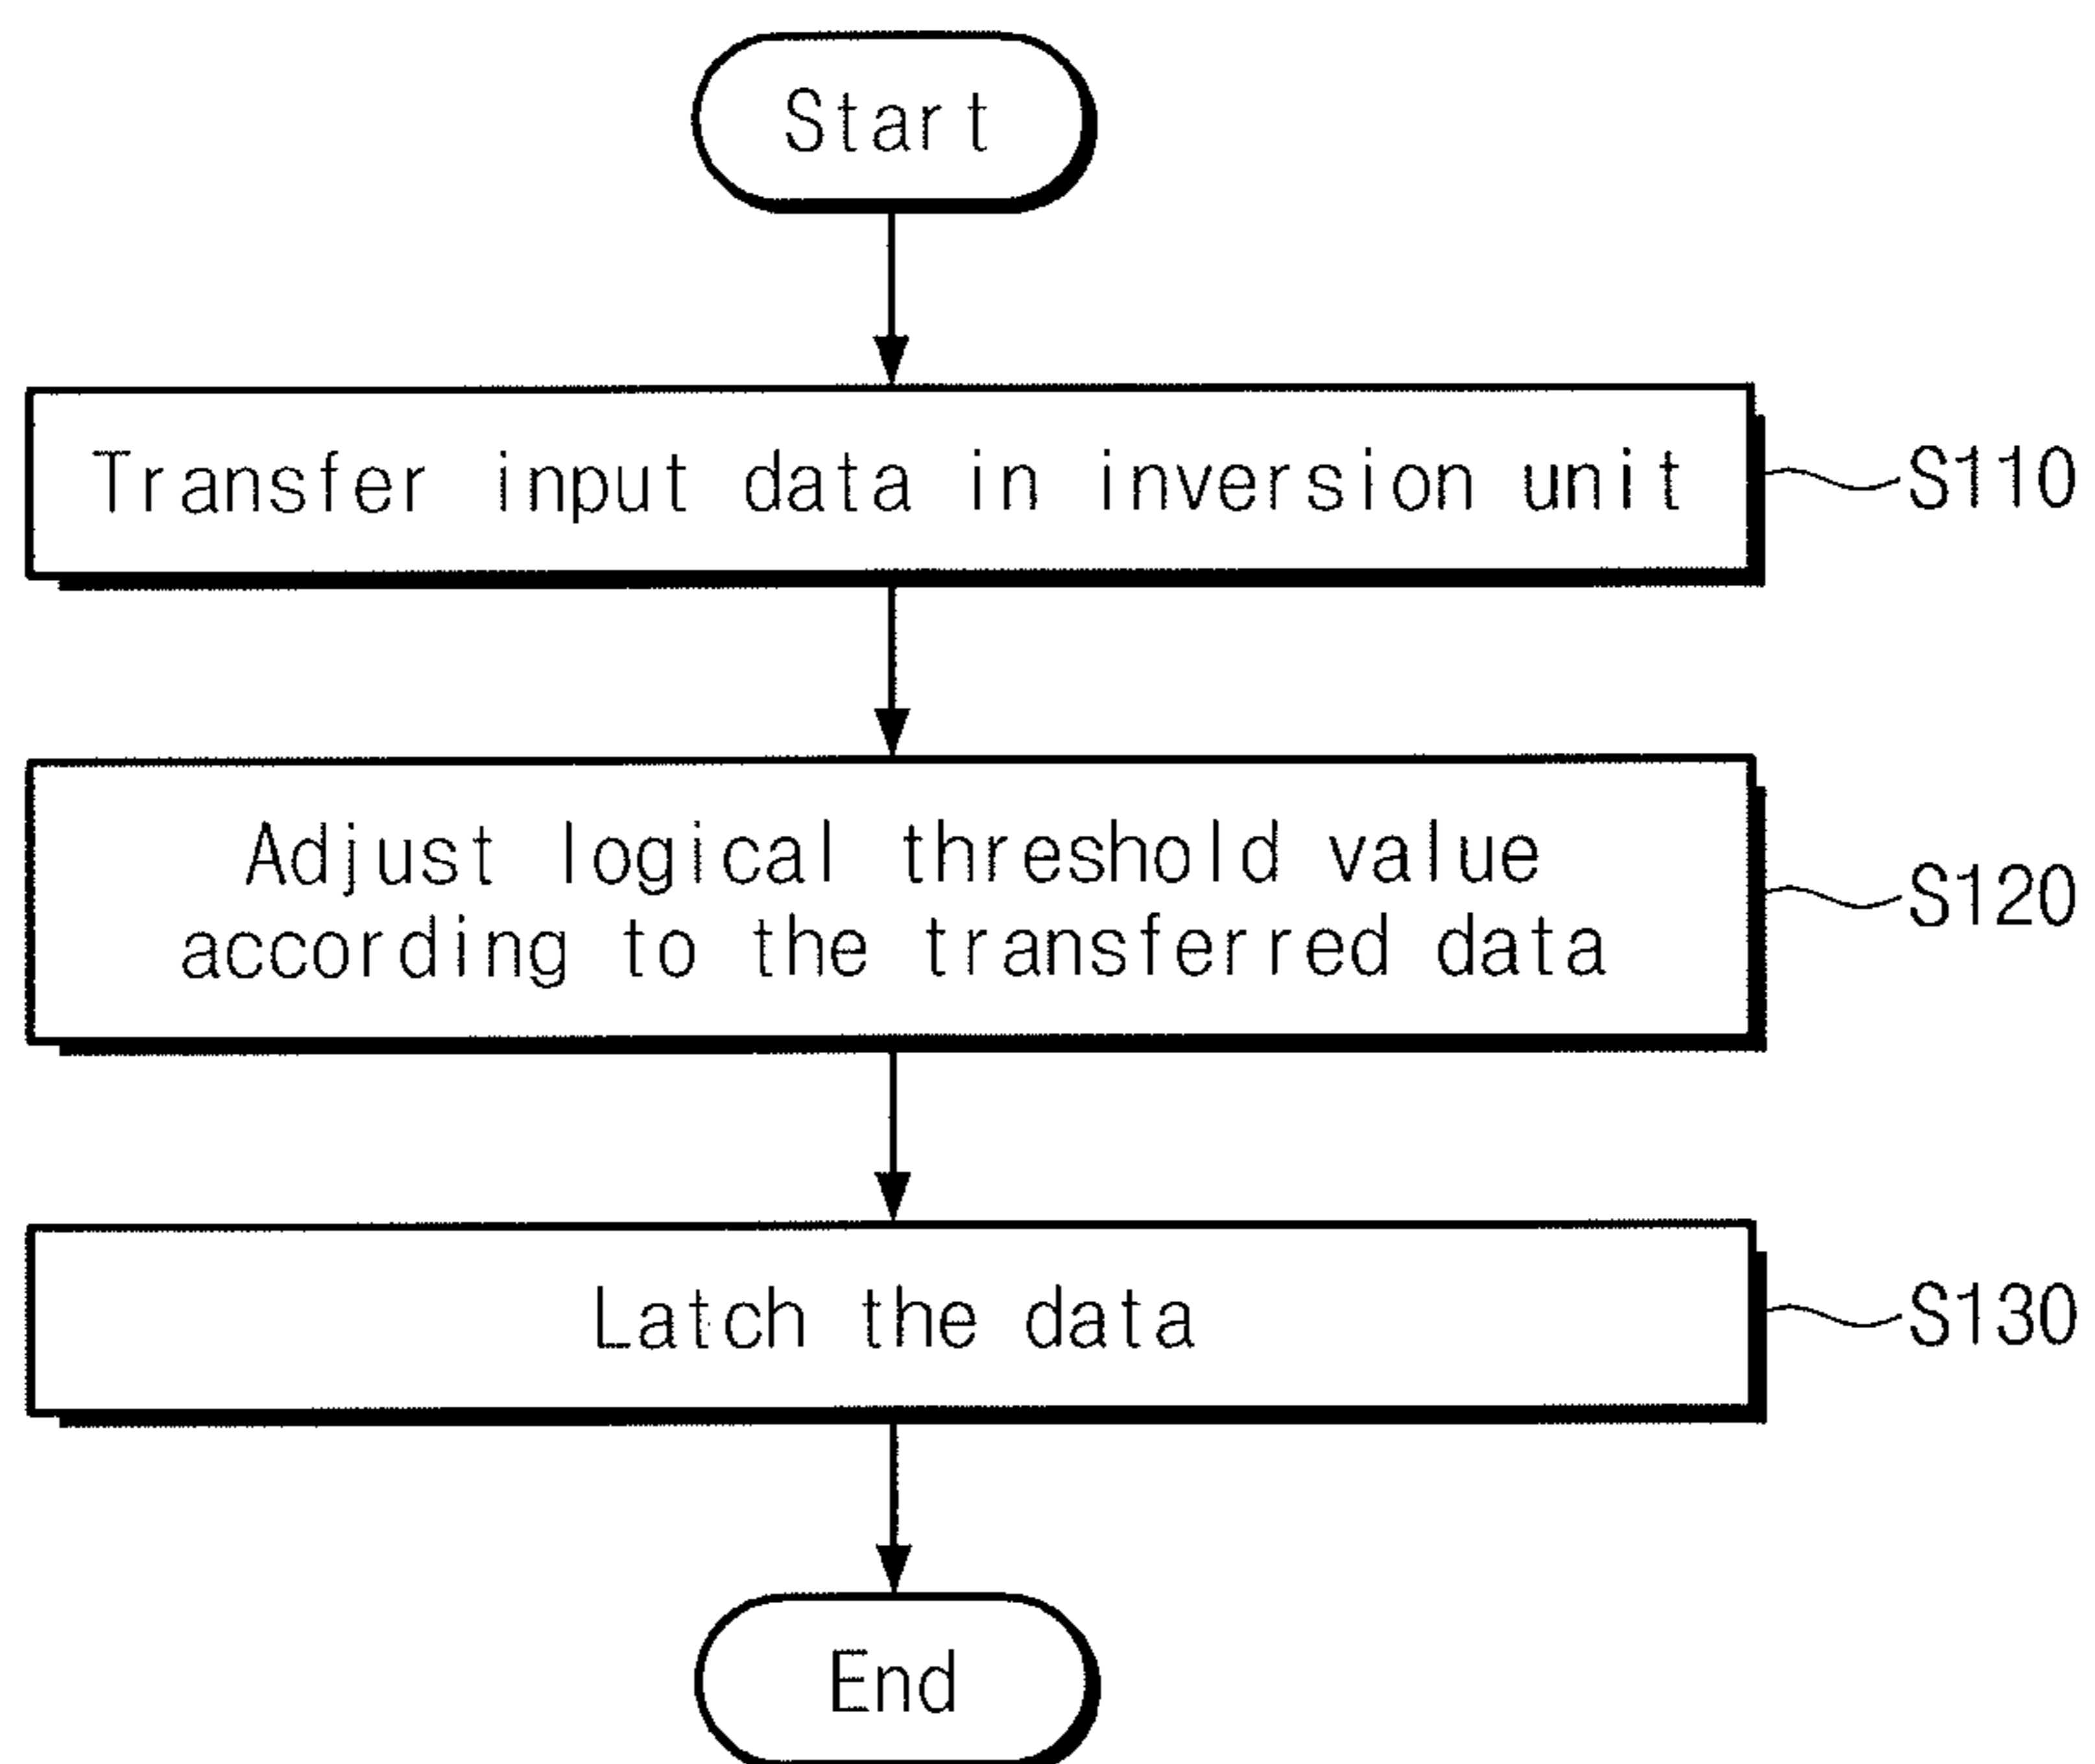 Start
Transfer input data in inversion unit
S110
Adjust logical threshold value
according to the transferred data
S120
Latch the data
S130
End